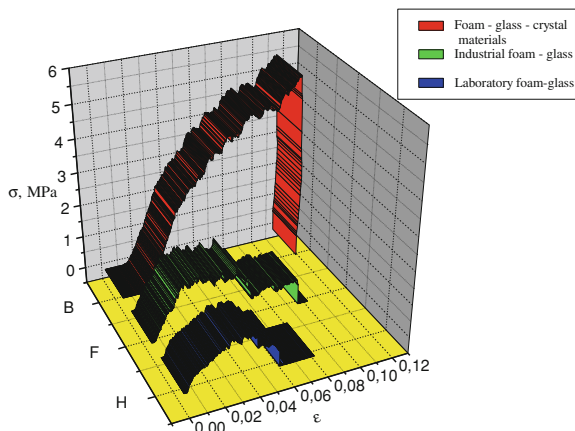 Foam - glass - crystal
materials
Industrial foam - glass
Laboratory foam-glass
6
5
4
3
2
1
0
σ, MPa
B
F
H
0,00
0,02
0,04
0,06
0,08
0,10
0,12
ε